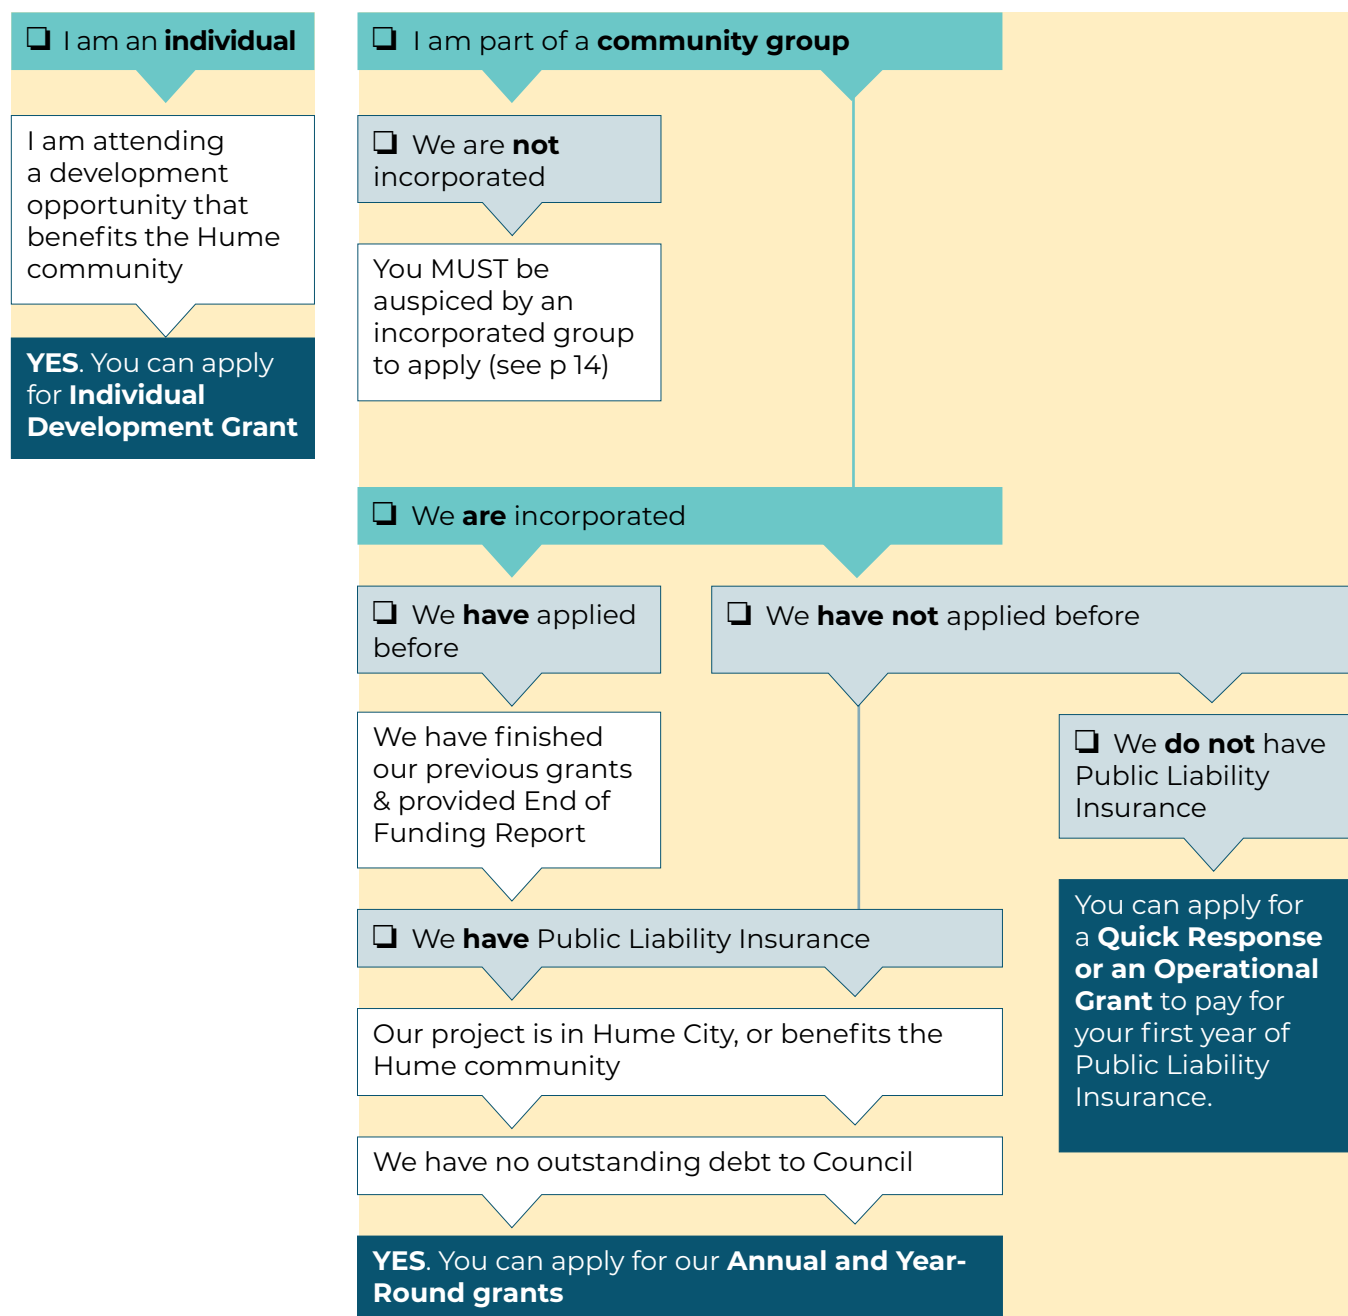 ❏ I am an individual
I am attending
a development
opportunity that
benefits the Hume
community
YES. You can apply
for Individual
Development Grant
❏ I am part of a community group
❏ We are not
incorporated
You MUST be
auspiced by an
incorporated group
to apply (see p 14)
❏ We are incorporated
❏ We have applied
before
We have finished
our previous grants
& provided End of
Funding Report
❏ We have not applied before
❏ We do not have
Public Liability
Insurance
You can apply for
a Quick Response
or an Operational
Grant to pay for
your first year of
Public Liability
Insurance.
❏ We have Public Liability Insurance
Our project is in Hume City, or benefits the
Hume community
We have no outstanding debt to Council
YES. You can apply for our Annual and Year-
Round grants